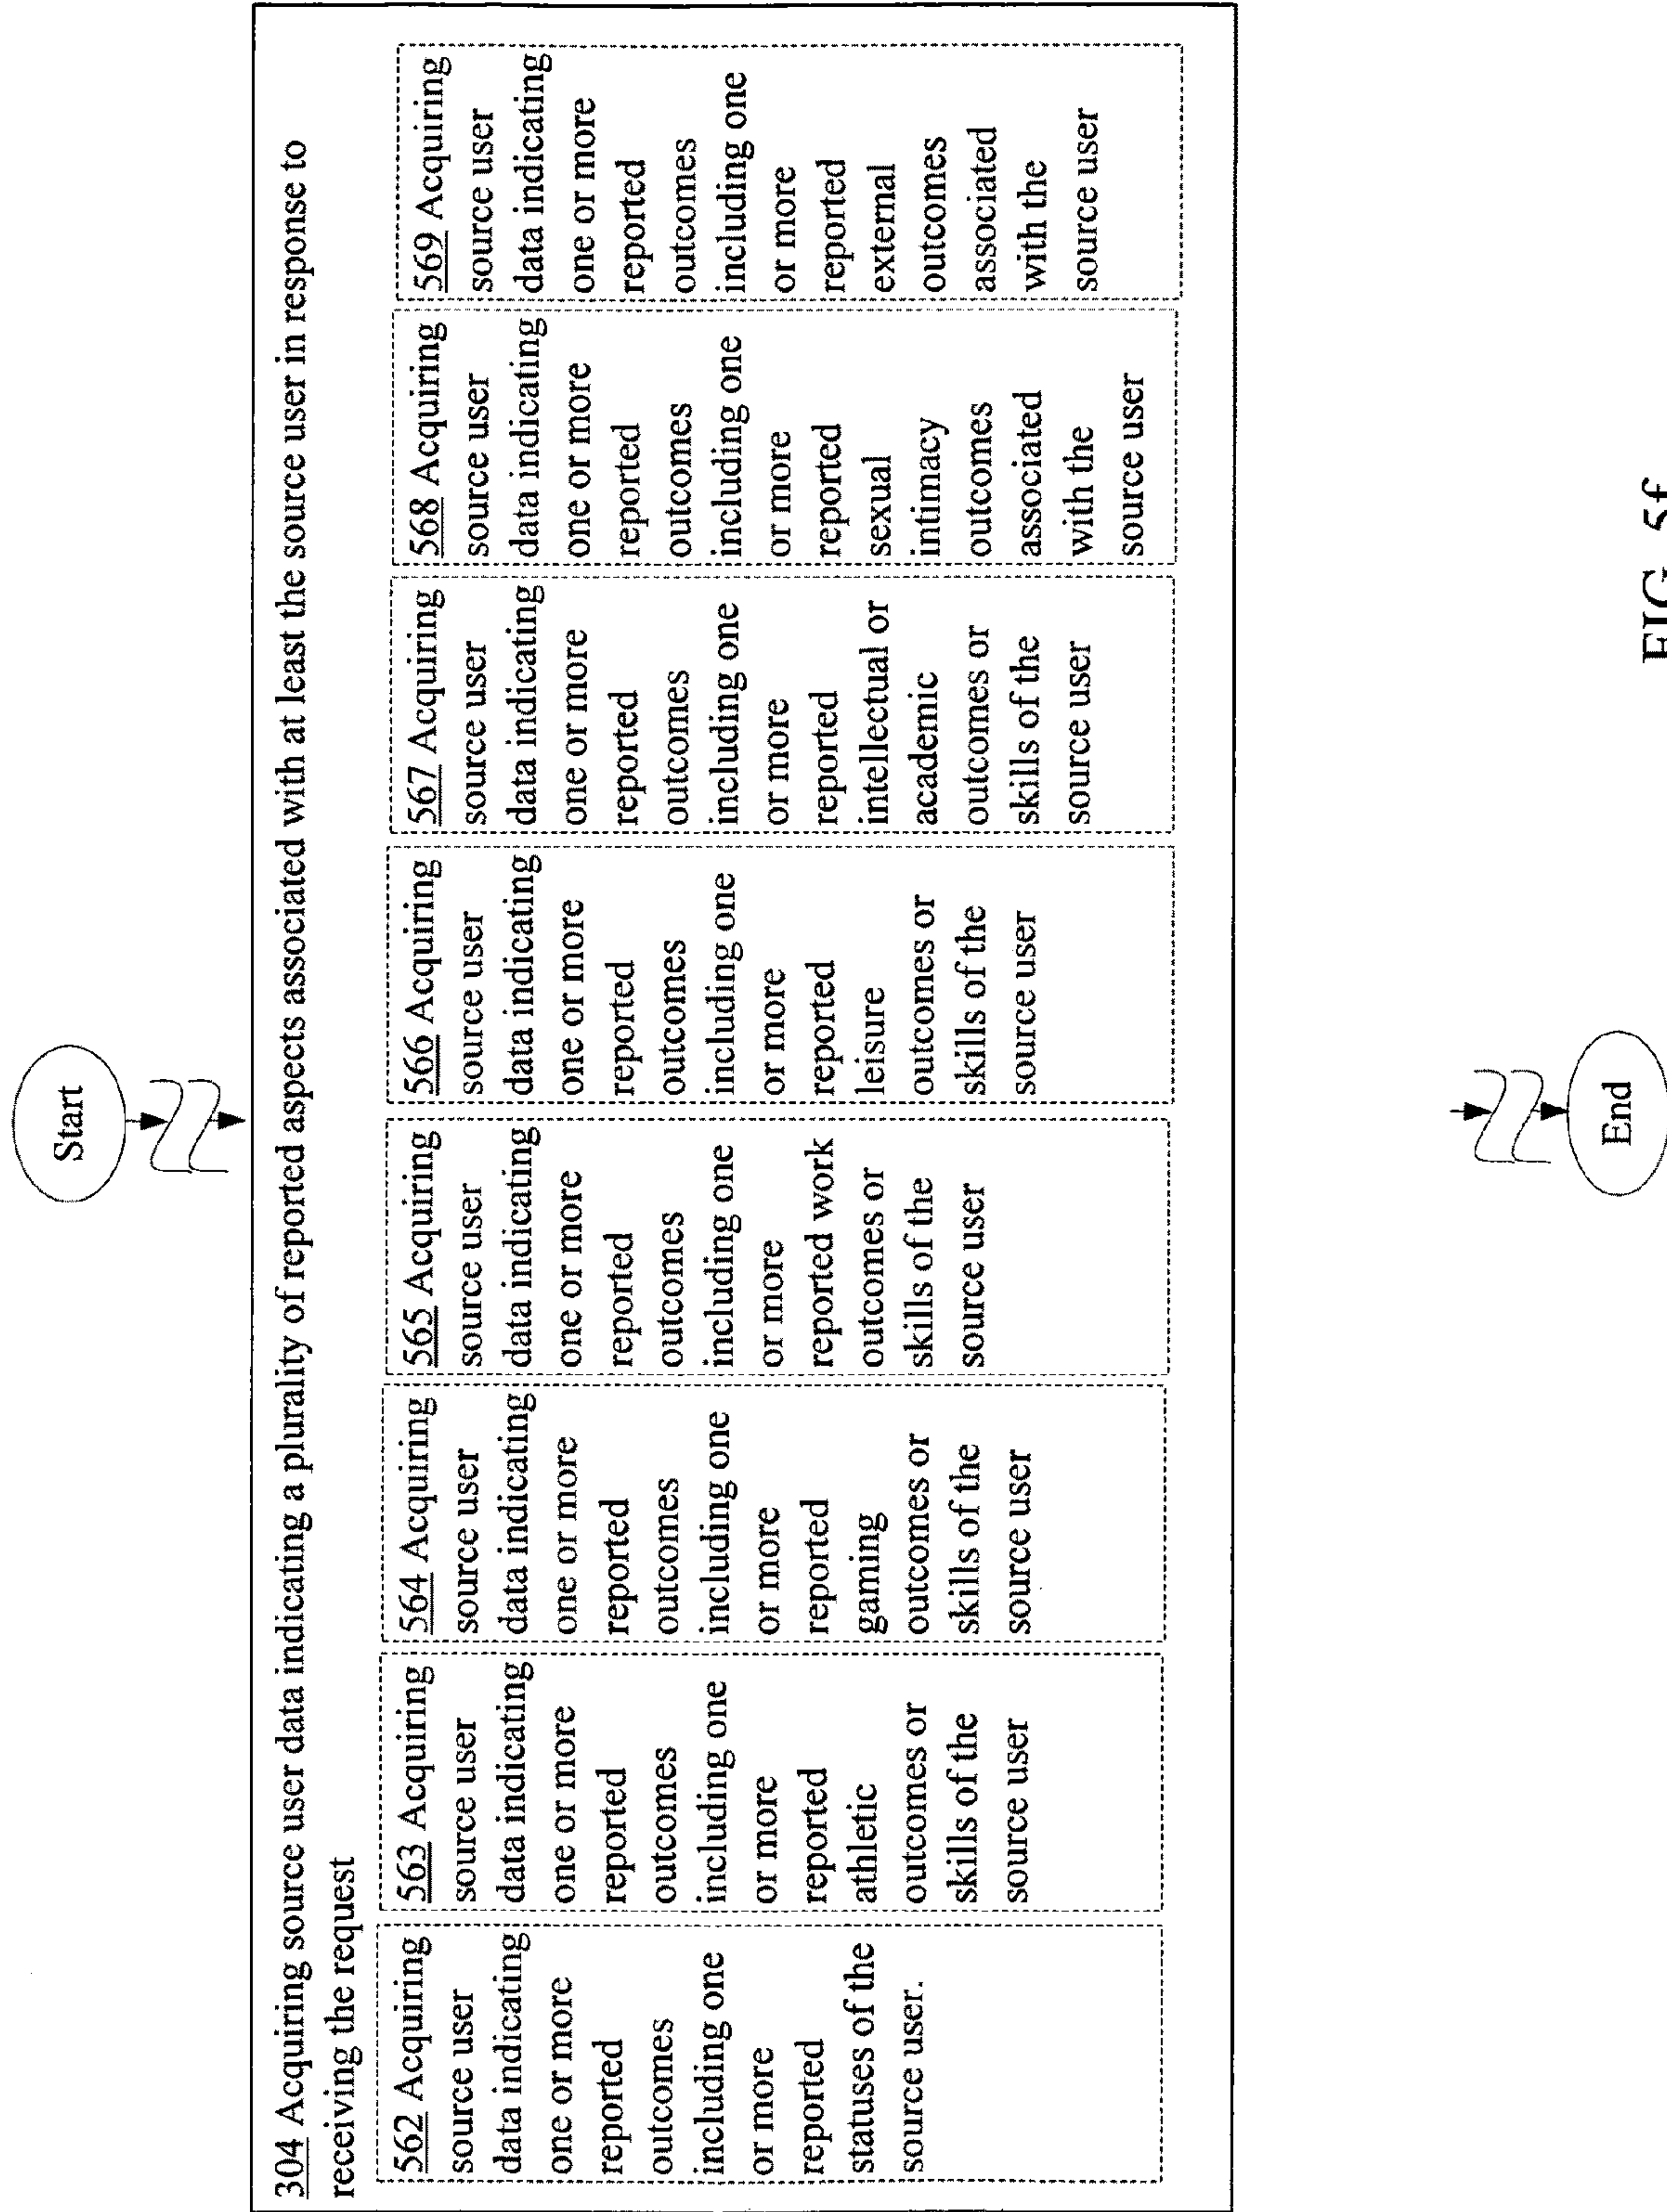 Start
304 Acquiring source user data indicating a plurality of reported aspects associated with at least the source user in response to
receiving the request
562 Acquiring
source user
data indicating
one or more
reported
outcomes
including one
or more
reported
statuses of the
source user.
563 Acquiring
source user
data indicating
one or more
reported
outcomes
including one
or more
reported
athletic
outcomes or
skills of the
source user
564 Acquiring
source user
data indicating
one or more
reported
outcomes
including one
or more
reported
gaming
outcomes or
skills of the
source user
565 Acquiring
source user
data indicating
one or more
reported
outcomes
including one
or more
reported work
outcomes or
skills of the
source user
566 Acquiring
source user
data indicating
one or more
reported
outcomes
including one
or more
reported
leisure
outcomes or
skills of the
source user
567 Acquiring
source user
data indicating
one or more
reported
outcomes
including one
or more
reported
intellectual or
academic
outcomes or
skills of the
source user
568 Acquiring
source user
data indicating
one or more
reported
outcomes
including one
or more
reported
sexual
intimacy
outcomes
associated
with the
source user
569 Acquiring
source user
data indicating
one or more
reported
outcomes
including one
or more
reported
external
outcomes
associated
with the
source user
End
FIG. 5f